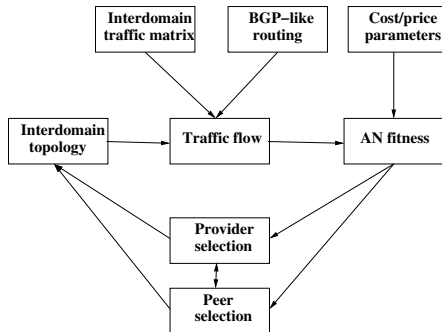 Interdomain
traffic matrix
BGP−like
routing
Cost/price
parameters
Interdomain
topology
Traffic flow
AN fitness
Provider
selection
Peer
selection